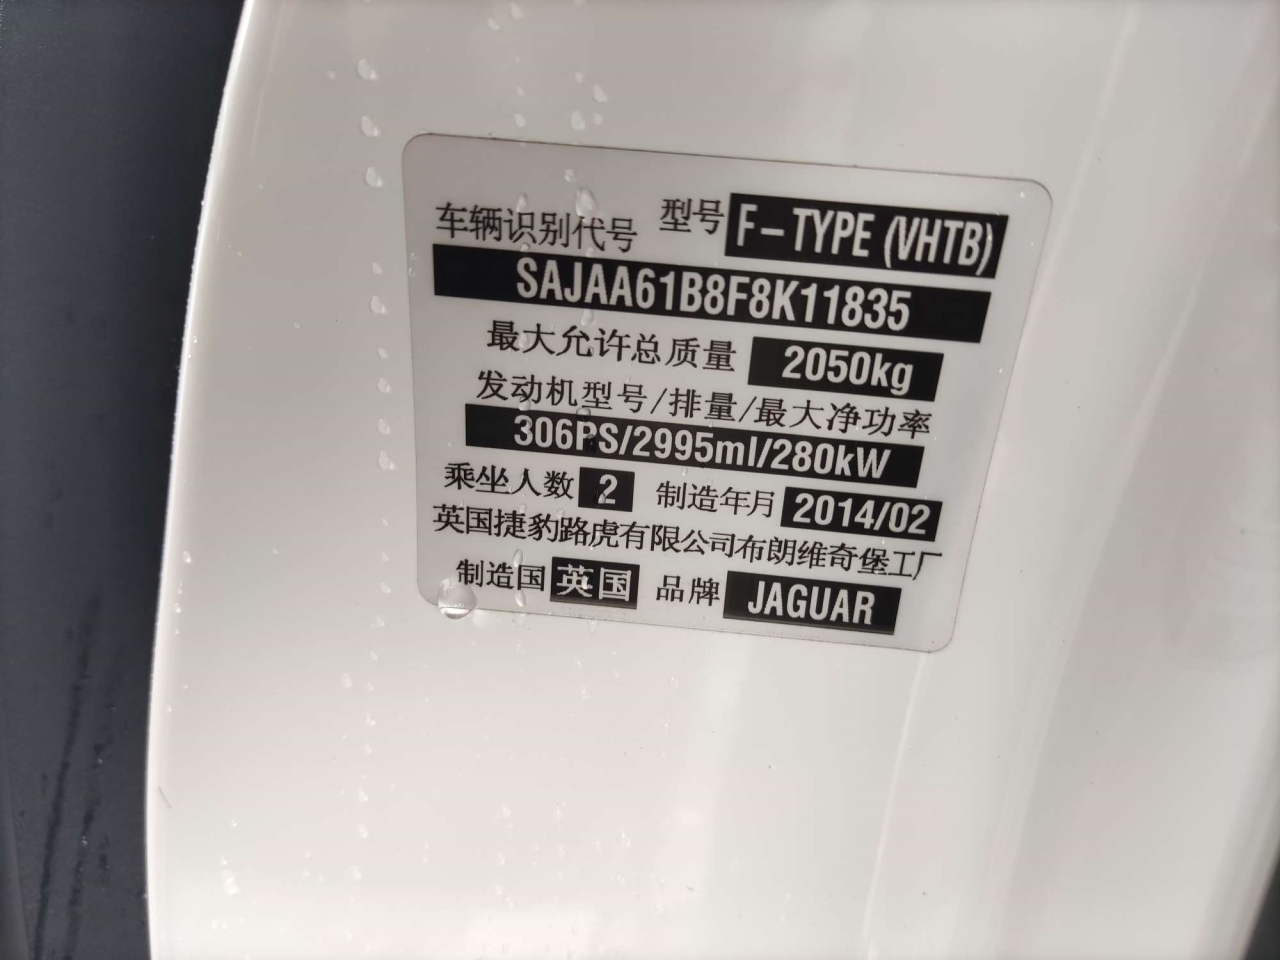 型号 F-TYPE (VHTB)
车辆识别代号
SAJAA61B8F8K11835
最大允许总质量 2050kg
发动机型号/排量/最大净功率
306PS/2995ml/280kW
乘坐人数 2 制造年月 2014/02
英国捷豹路虎有限公司布朗维奇堡工厂
制造国 英国 品牌 JAGUAR